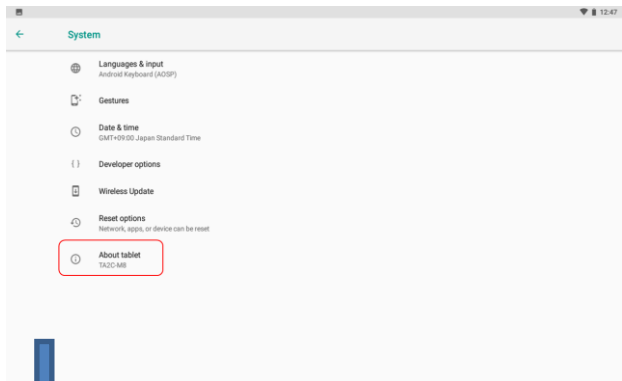 12:47
System
Languages & input
Android Keyboard (AOSP)
Gestures
Date & time
GMT+09:00 Japan Standard Time
Developer options
Wireless Update
Reset options
Network, apps, or device can be reset
About tablet
TA2C-M8